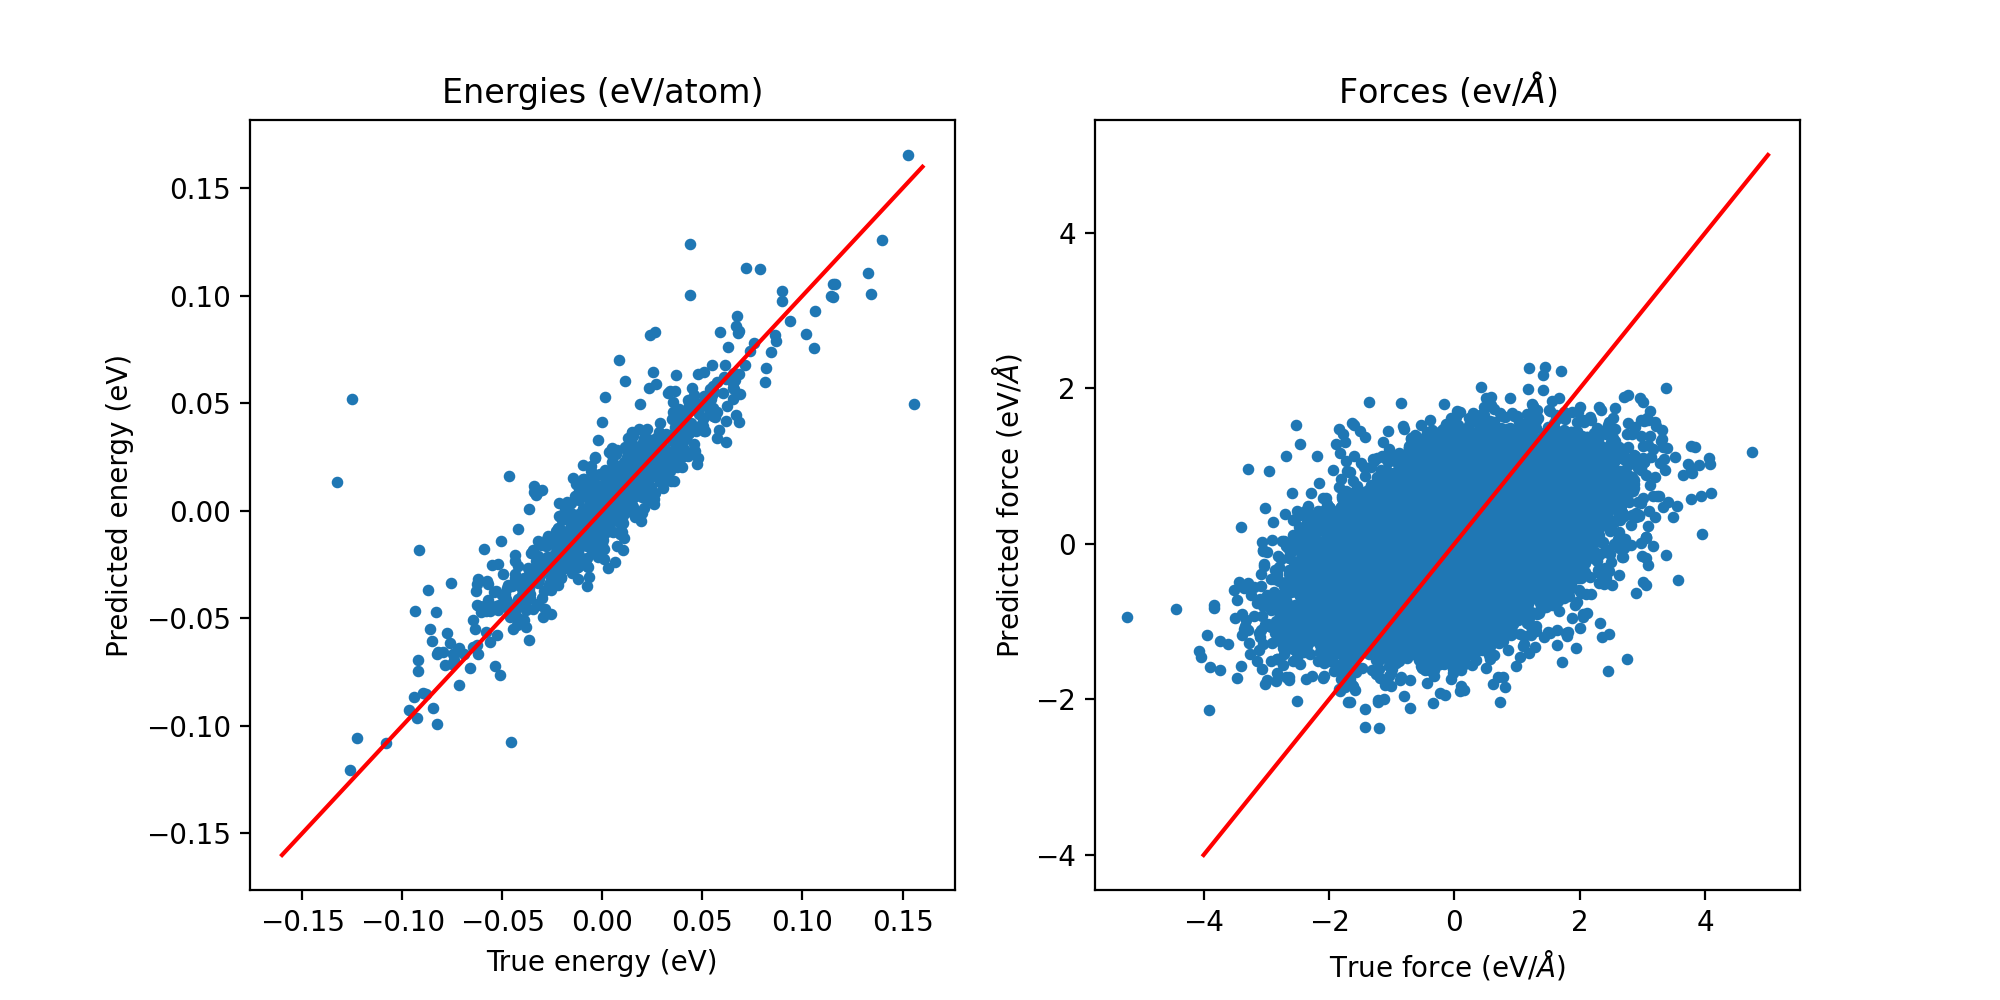 Energies (eV/atom)
0.15
0.10
0.05
0.00
−0.05
−0.10
−0.15
Predicted energy (eV)
−0.15 −0.10 −0.05 0.00 0.05 0.10 0.15
True energy (eV)
Forces (ev/Å)
4
2
0
−2
−4
Predicted force (eV/Å)
−4 −2 0 2 4
True force (eV/Å)